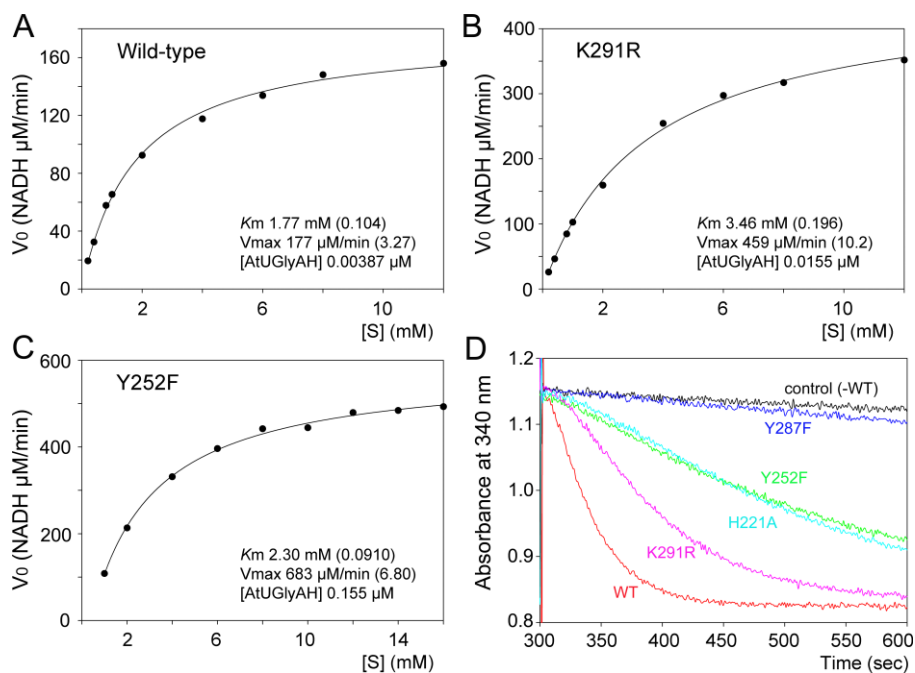 A
Wild-type
V0 (NADH µM/min)
160
120
80
40
0
2
6
10
[S] (mM)
Km 1.77 mM (0.104)
Vmax 177 µM/min (3.27)
[AtUGlyAH] 0.00387 µM
B
K291R
V0 (NADH µM/min)
400
300
200
100
0
2
6
10
[S] (mM)
Km 3.46 mM (0.196)
Vmax 459 µM/min (10.2)
[AtUGlyAH] 0.0155 µM
C
Y252F
V0 (NADH µM/min)
600
400
200
0
2
6
10
14
[S] (mM)
Km 2.30 mM (0.0910)
Vmax 683 µM/min (6.80)
[AtUGlyAH] 0.155 µM
D
Absorbance at 340 nm
1.2
1.1
1.0
0.9
0.8
control (-WT)
Y287F
Y252F
H221A
K291R
WT
300
350
400
450
500
550
600
Time (sec)